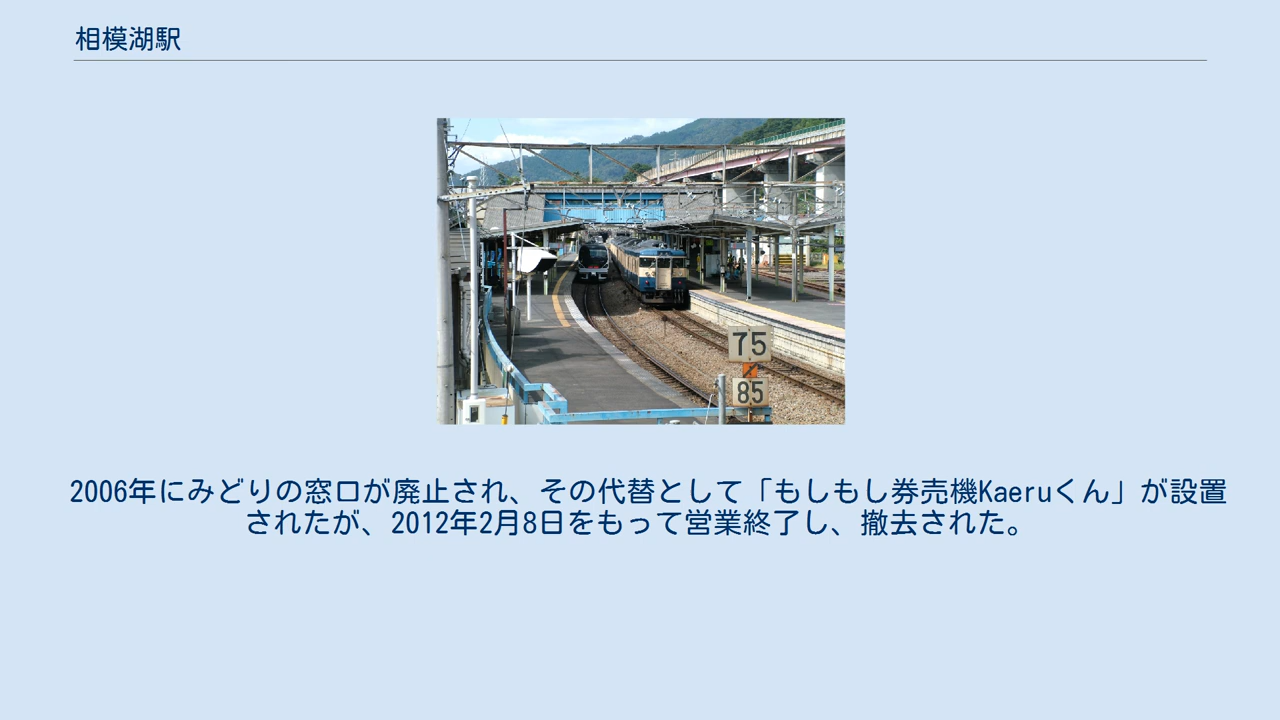 相模湖駅
75
85
2006年にみどりの窓口が廃止され、その代替として「もしもし券売機Kaeruくん」が設置
されたが、2012年2月8日をもって営業終了し、撤去された。